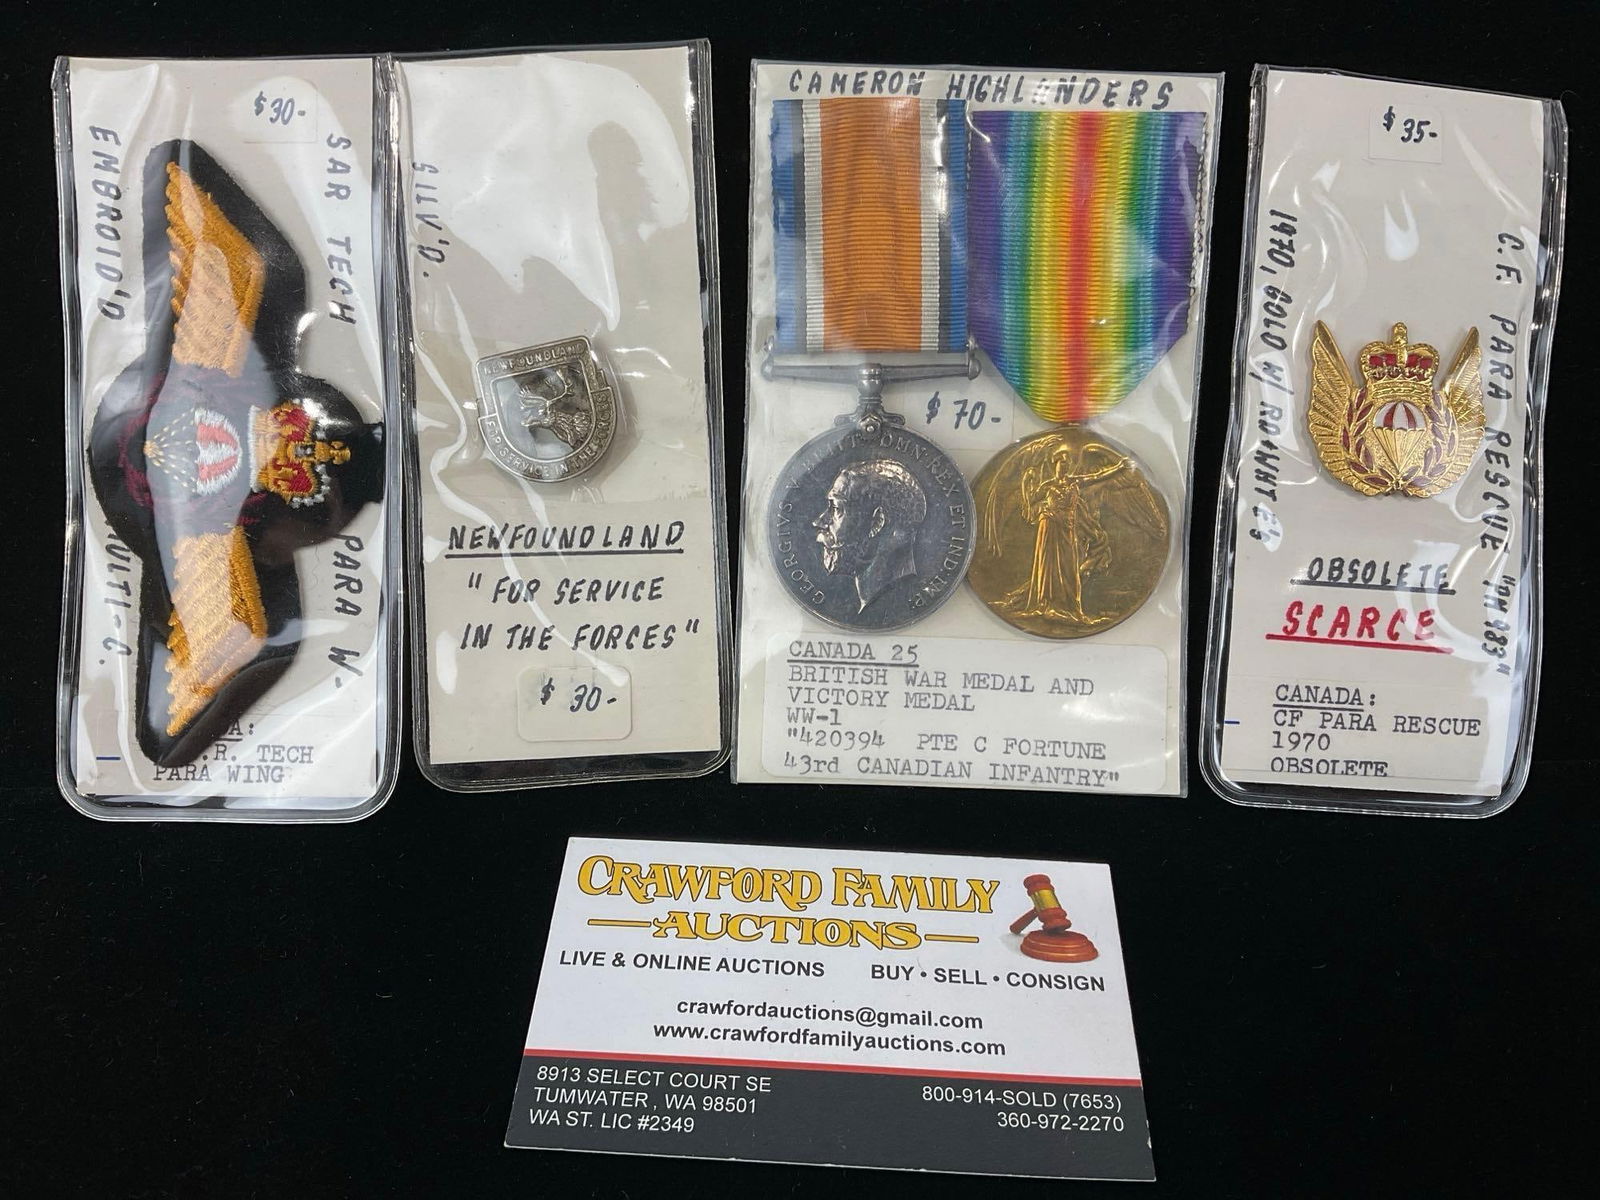 $30-
SAR TECH
PARA W-
EMBROID'D
MULTI-C.
R. TECH
PARA WING
SILV'D.
NEWFOUNDLAND
FOR SERVICE IN THE FORCES
NEWFOUNDLAND
"FOR SERVICE
IN THE FORCES"
$30-
CAMERON HIGHLANDERS
$70-
GEORGIVS V BRITT: OMN: REX ET IND: IMP:
CANADA 25
BRITISH WAR MEDAL AND
VICTORY MEDAL
WW-1
"420394 PTE C FORTUNE
43rd CANADIAN INFANTRY"
$35-
C.F. PARA RESCUE
1970, GOLD W/
OBSOLETE
SCARCE
CANADA:
CF PARA RESCUE
1970
OBSOLETE
CRAWFORD FAMILY
AUCTIONS
LIVE & ONLINE AUCTIONS BUY • SELL • CONSIGN
crawfordauctions@gmail.com
www.crawfordfamilyauctions.com
8913 SELECT COURT SE
TUMWATER, WA 98501
WA ST. LIC #2349
800-914-SOLD (7653)
360-972-2270